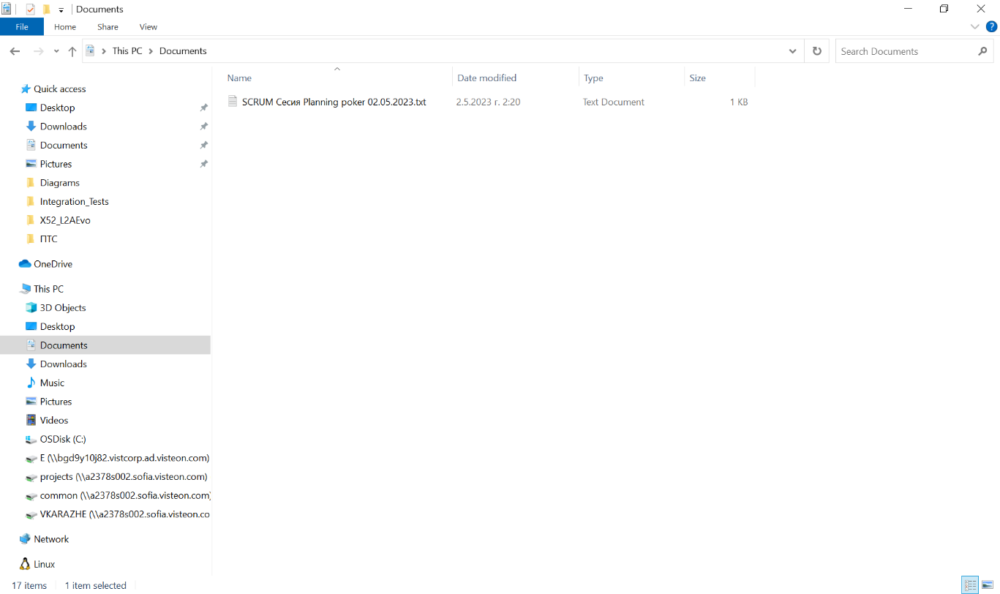 Documents
File Home Share View
This PC > Documents
Search Documents
Name Date modified Type Size
SCRUM Сесия Planning poker 02.05.2023.txt 2.5.2023 г. 2:20 Text Document 1 KB
Quick access
Desktop
Downloads
Documents
Pictures
Diagrams
Integration_Tests
X52_L2AEvo
ПТС
OneDrive
This PC
3D Objects
Desktop
Documents
Downloads
Music
Pictures
Videos
OSDisk (C:)
E (\\bgd9y10j82.vistcorp.ad.visteon.com)
projects (\\a2378s002.sofia.visteon.com)
common (\\a2378s002.sofia.visteon.com)
VKARAZHE (\\a2378s002.sofia.visteon.co
Network
Linux
17 items 1 item selected